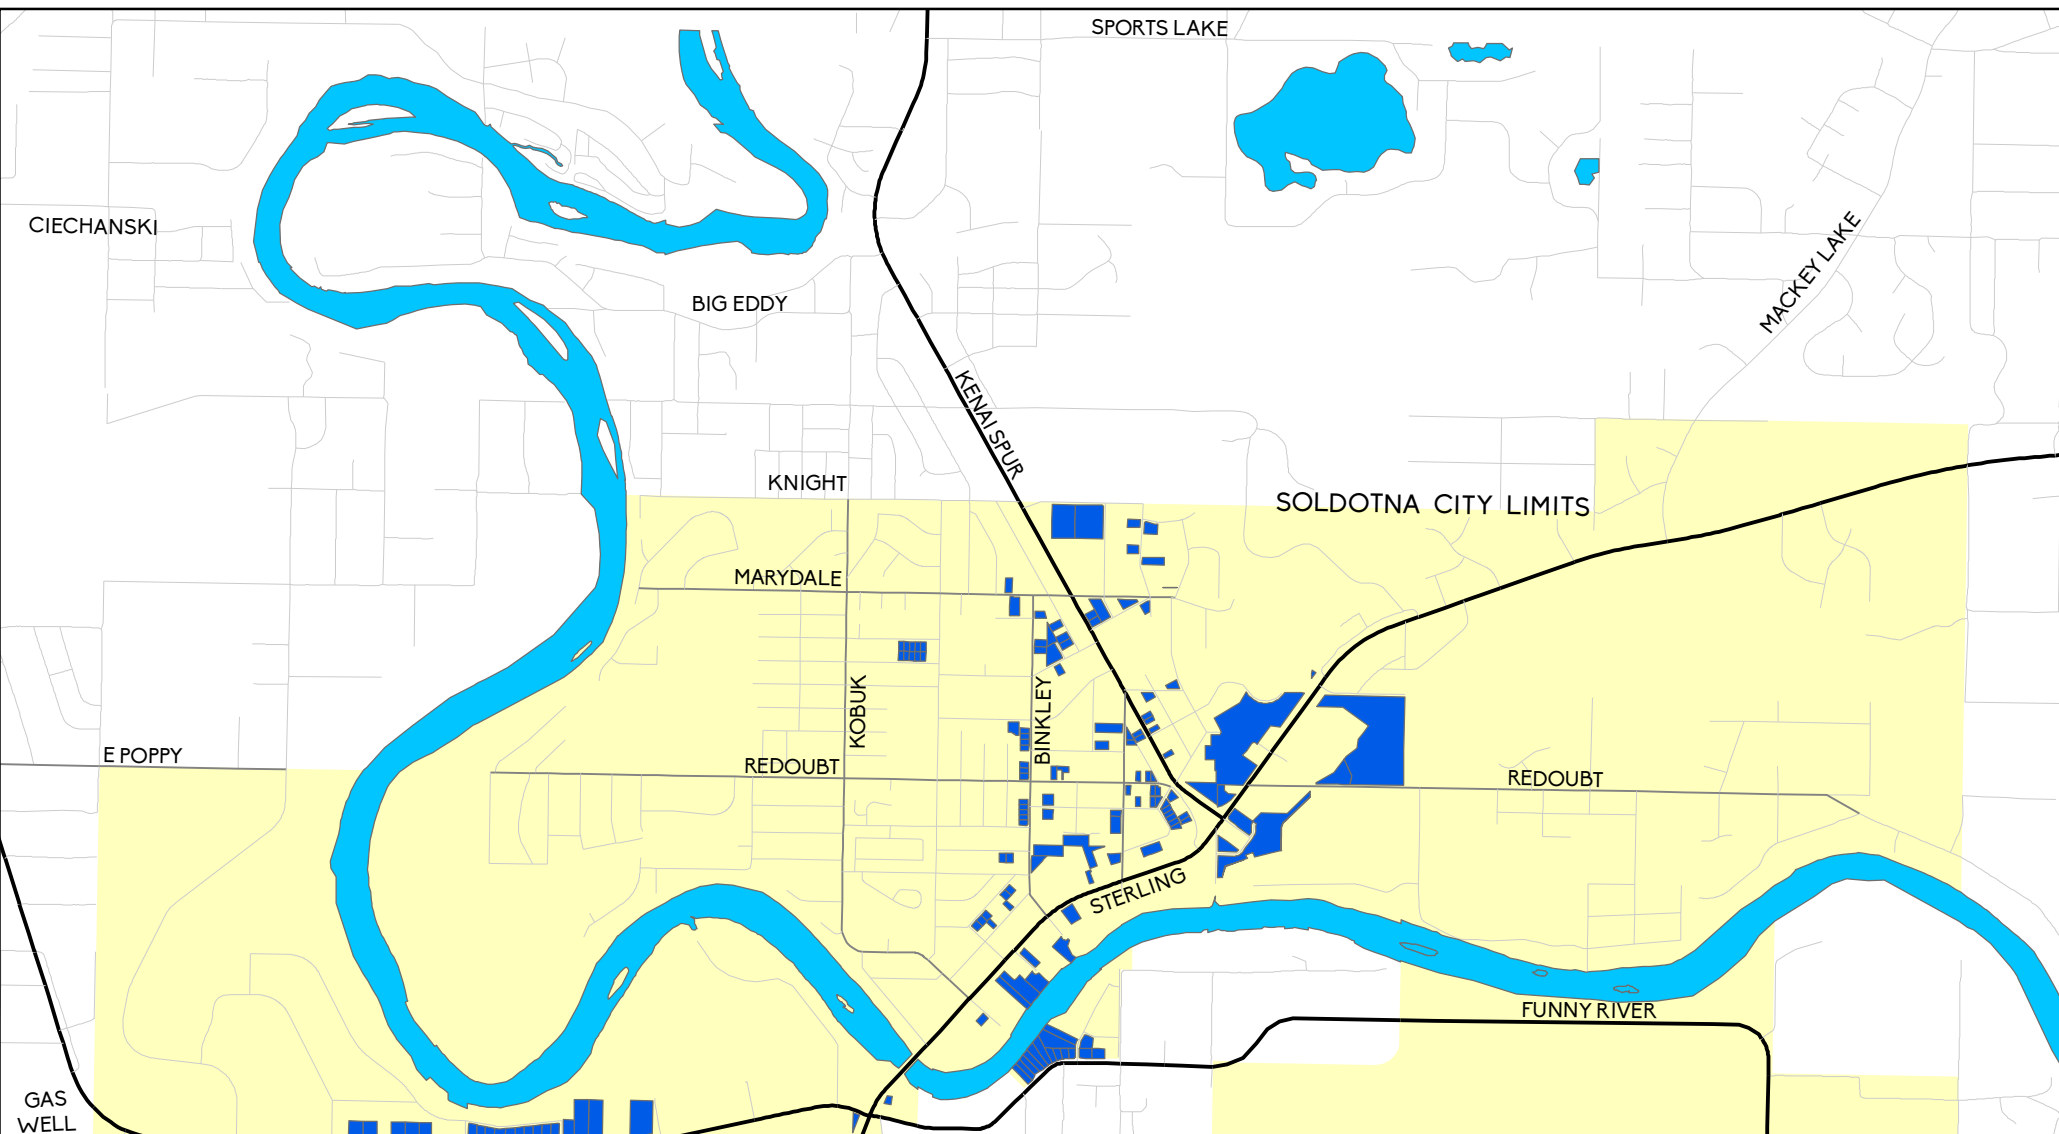 SPORTS LAKE
CIECHANSKI
MACKEY LAKE
BIG EDDY
KENAI SPUR
KNIGHT
SOLDOTNA CITY LIMITS
MARYDALE
KOBUK
BINKLEY
E POPPY
REDOUBT
REDOUBT
STERLING
FUNNY RIVER
GAS
WELL